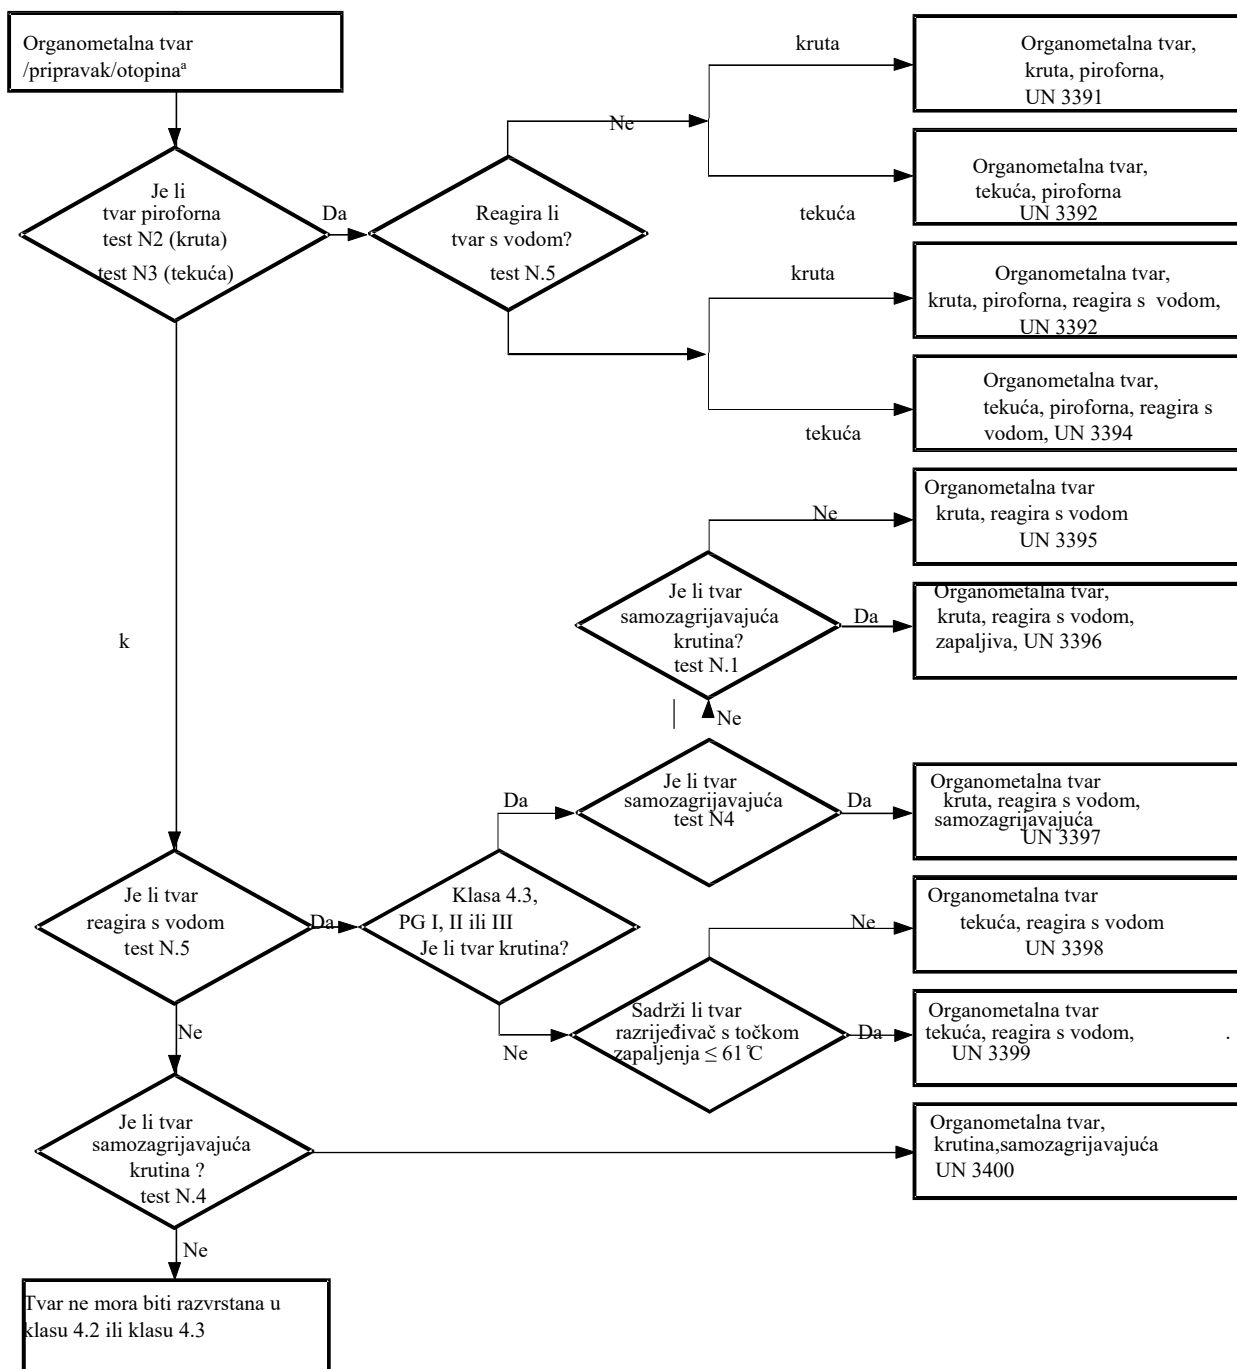 Organometalna tvar
/pripravak/otopinaª
Je li
tvar piroforna
test N2 (kruta)
test N3 (tekuća)
Da
Reagira li
tvar s vodom?
test N.5
Ne
kruta
Organometalna tvar,
kruta, piroforna,
UN 3391
tekuća
Organometalna tvar,
tekuća, piroforna
UN 3392
kruta
Organometalna tvar,
kruta, piroforna, reagira s vodom,
UN 3392
tekuća
Organometalna tvar,
tekuća, piroforna, reagira s
vodom, UN 3394
k
Ne
Organometalna tvar
kruta, reagira s vodom
UN 3395
Je li tvar
samozagrijavajuća
krutina?
test N.1
Da
Organometalna tvar,
kruta, reagira s vodom,
zapaljiva, UN 3396
Ne
Je li tvar
samozagrijavajuća
test N4
Da
Da
Organometalna tvar
kruta, reagira s vodom,
samozagrijavajuća
UN 3397
Je li tvar
reagira s vodom
test N.5
Da
Klasa 4.3,
PG I, II ili III
Je li tvar krutina?
Ne
Organometalna tvar
tekuća, reagira s vodom
UN 3398
Ne
Sadrži li tvar
razrijeđivač s točkom
zapaljenja ≤ 61 °C
Da
Organometalna tvar
tekuća, reagira s vodom, .
UN 3399
Ne
Je li tvar
samozagrijavajuća
krutina ?
test N.4
Organometalna tvar,
krutina,samozagrijavajuća
UN 3400
Ne
Tvar ne mora biti razvrstana u
klasu 4.2 ili klasu 4.3